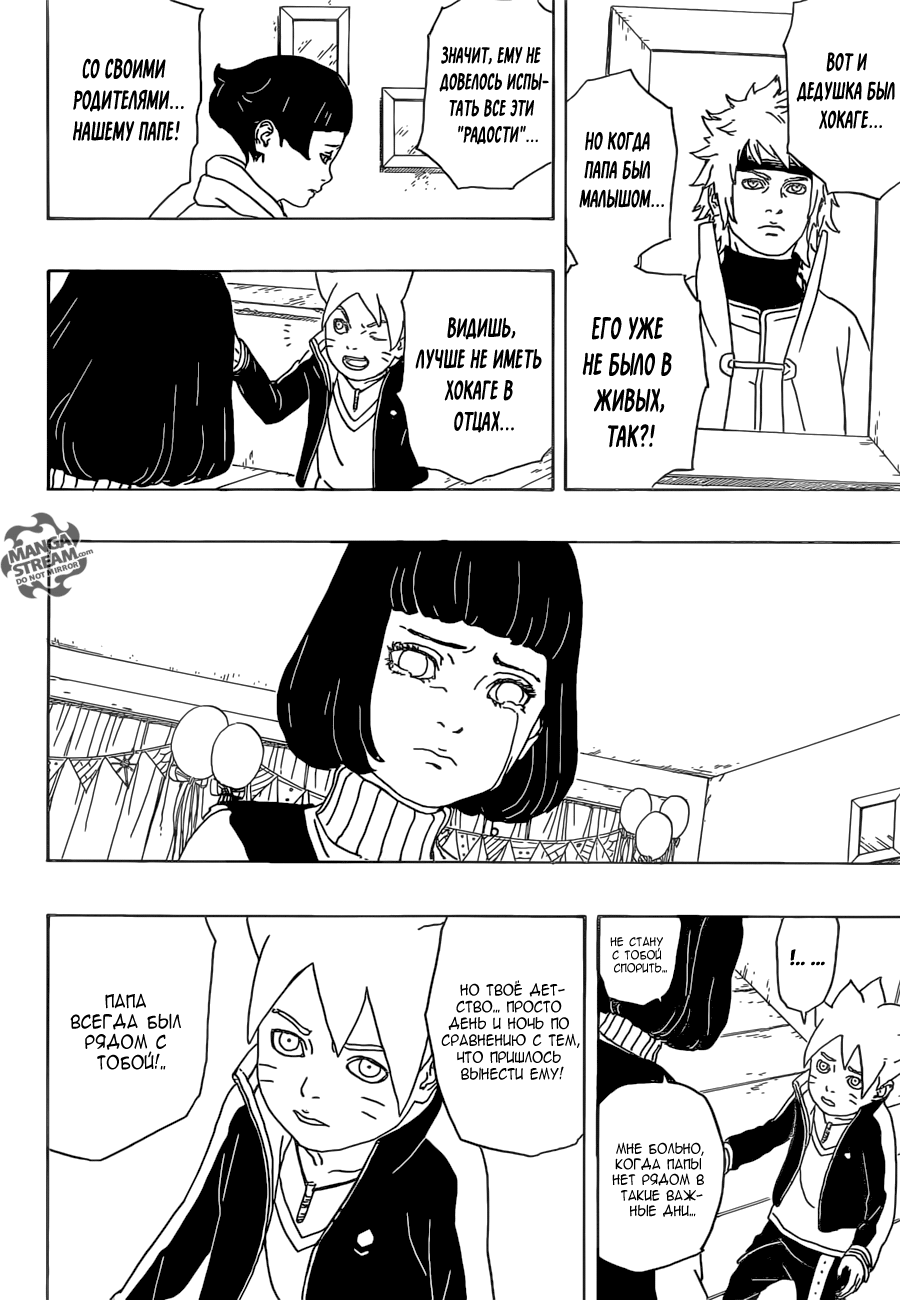 ВОТ И
ДЕДУШКА БЫЛ
ХОКАГЕ...
НО КОГДА
ПАПА БЫЛ
МАЛЫШОМ...
ЕГО УЖЕ
НЕ БЫЛО В
ЖИВЫХ,
ТАК?!
ЗНАЧИТ, ЕМУ НЕ
ДОВЕЛОСЬ ИСПЫ-
ТАТЬ ВСЕ ЭТИ
"РАДОСТИ"...
СО СВОИМИ
РОДИТЕЛЯМИ...
НАШЕМУ ПАПЕ!
ВИДИШЬ,
ЛУЧШЕ НЕ ИМЕТЬ
ХОКАГЕ В
ОТЦАХ...
MANGA
STREAM.com
DO NOT MIRROR
!.. ...
НЕ СТАНУ
С ТОБОЙ
СПОРИТЬ...
МНЕ БОЛЬНО,
КОГДА ПАПЫ
НЕТ РЯДОМ В
ТАКИЕ ВАЖ-
НЫЕ ДНИ...
НО ТВОЁ ДЕТ-
СТВО... ПРОСТО
ДЕНЬ И НОЧЬ ПО
СРАВНЕНИЮ С ТЕМ,
ЧТО ПРИШЛОСЬ
ВЫНЕСТИ ЕМУ!
ПАПА
ВСЕГДА БЫЛ
РЯДОМ С
ТОБОЙ!..